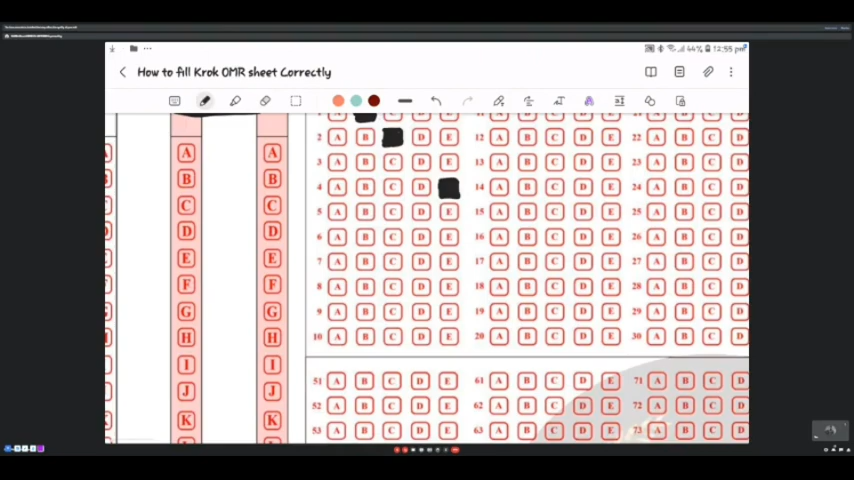 12:55 pm
44%
How to fill Krok OMR sheet Correctly
A
2 A B D E 12 A B C D E 22 A B C D
A A 3 A B C D E 13 A B C D E 23 A B C D
B B 4 A B C D 14 A B C D E 24 A B C D
C C 5 A B C D E 15 A B C D E 25 A B C D
D D 6 A B C D E 16 A B C D E 26 A B C D
E E 7 A B C D E 17 A B C D E 27 A B C D
F F 8 A B C D E 18 A B C D E 28 A B C D
G G 9 A B C D E 19 A B C D E 29 A B C D
H H 10 A B C D E 20 A B C D E 30 A B C D
I I
J J 51 A B C D E 61 A B C D E 71 A B C D
52 A B C D E 62 A B C D E 72 A B C D
K K 53 A B C D E 63 A B C D E 73 A B C D